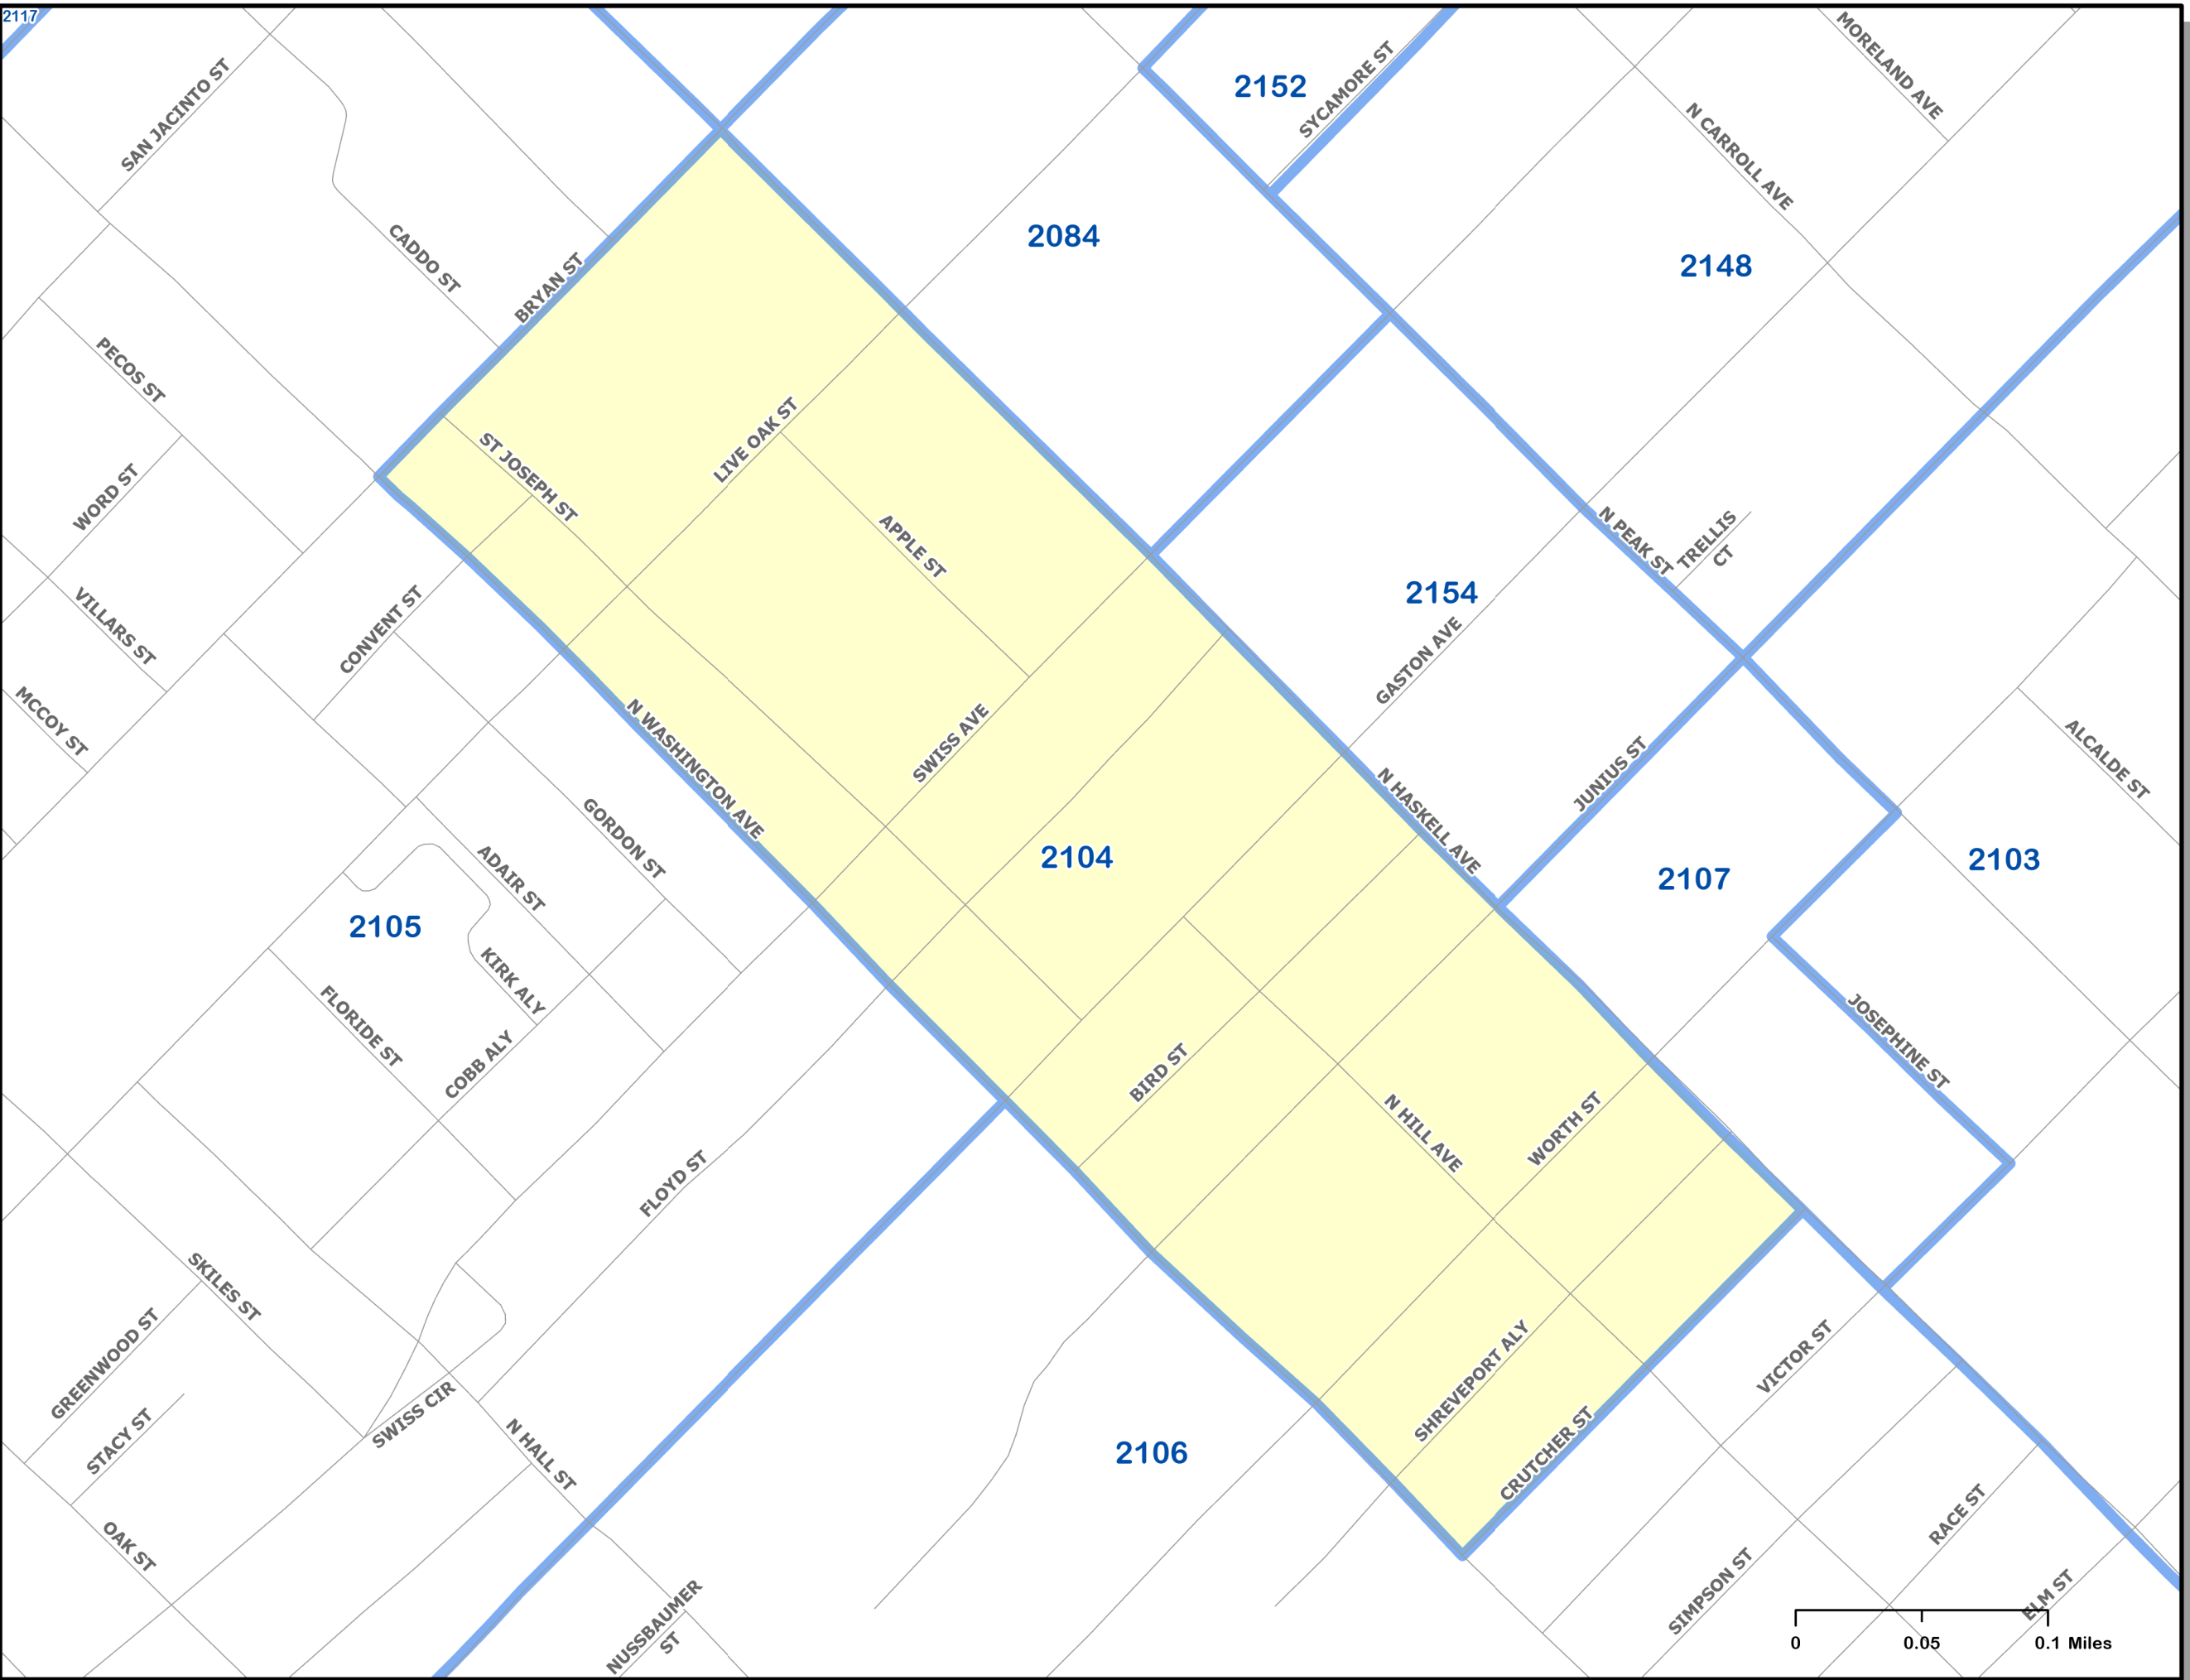 2117
MORELAND AVE
SAN JACINTO ST
2152
SYCAMORE ST
N CARROLL AVE
CADDO ST
2084
2148
BRYAN ST
PECOS ST
LIVE OAK ST
ST JOSEPH ST
WORD ST
APPLE ST
N PEAK ST
TRELLIS
CT
VILLARS ST
CONVENT ST
2154
GASTON AVE
MCCOY ST
N WASHINGTON AVE
SWISS AVE
JUNIUS ST
ALCALDE ST
N HASKELL AVE
GORDON ST
2104
2107
2103
ADAIR ST
2105
KIRK ALY
FLORIDE ST
COBB ALY
BIRD ST
JOSEPHINE ST
N HILL AVE
WORTH ST
FLOYD ST
SKILES ST
GREENWOOD ST
SHREVEPORT ALY
VICTOR ST
SWISS CIR
STACY ST
N HALL ST
2106
CRUTCHER ST
OAK ST
RACE ST
SIMPSON ST
ELM ST
NUSSBAUMER
ST
0 0.05 0.1 Miles